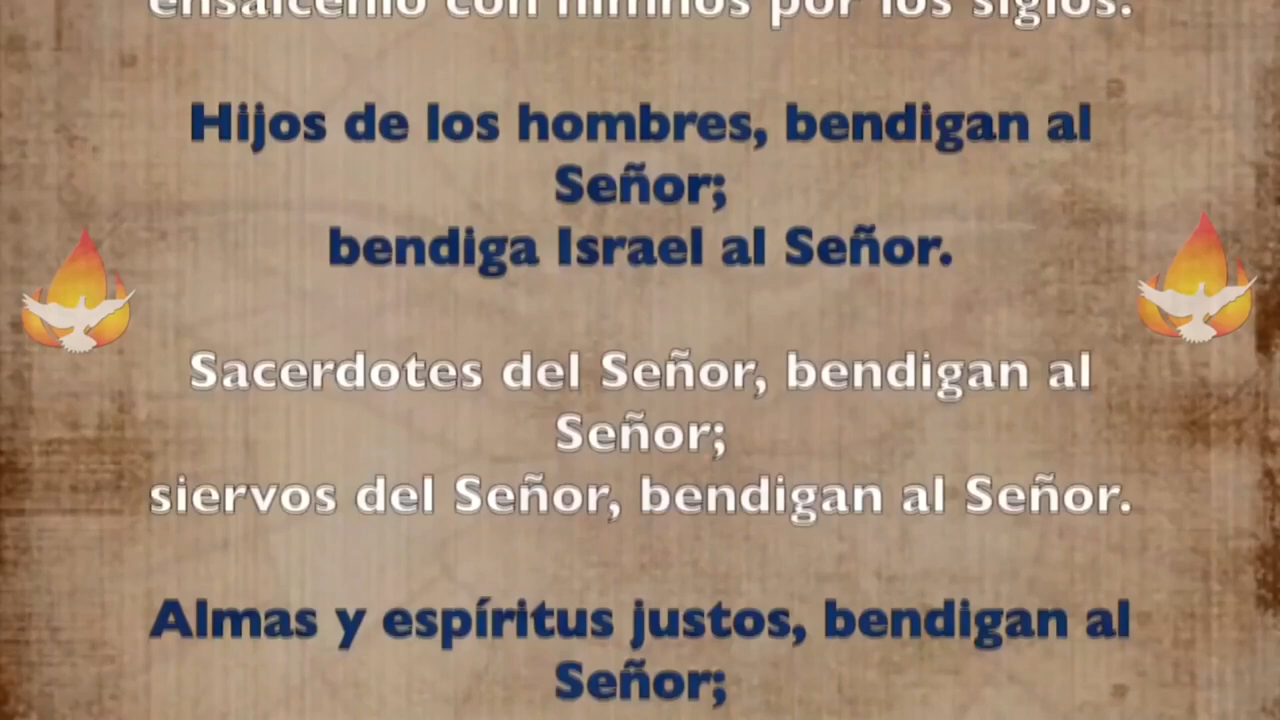 ensálcenlo con himnos por los siglos.
Hijos de los hombres, bendigan al
Señor;
bendiga Israel al Señor.
Sacerdotes del Señor, bendigan al
Señor;
siervos del Señor, bendigan al Señor.
Almas y espíritus justos, bendigan al
Señor;